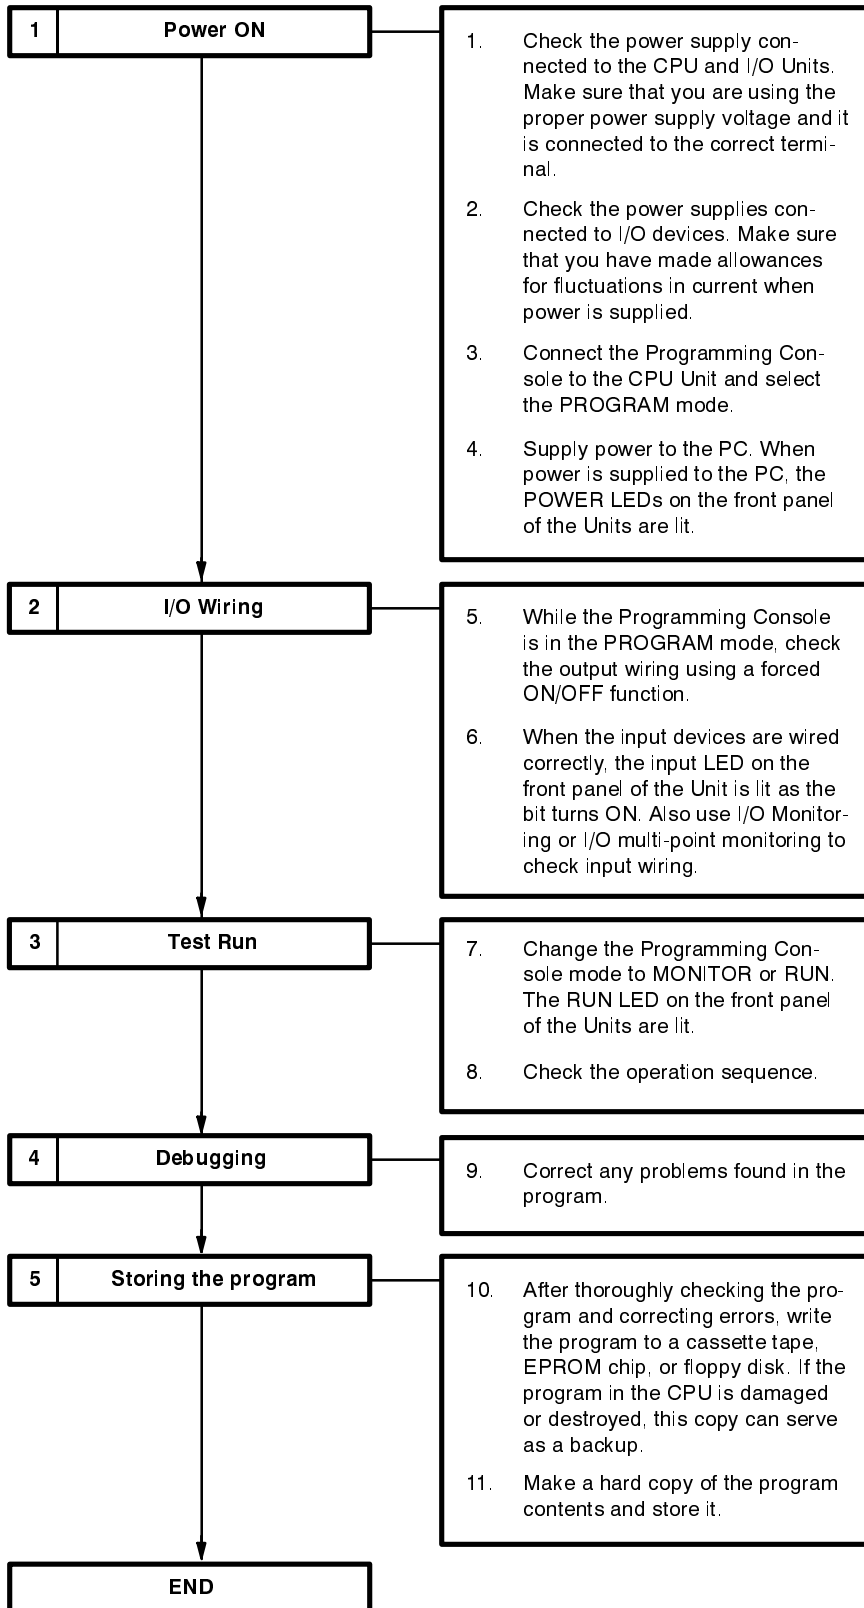 1 Power ON
1. Check the power supply con-
nected to the CPU and I/O Units.
Make sure that you are using the
proper power supply voltage and it
is connected to the correct termi-
nal.
2. Check the power supplies con-
nected to I/O devices. Make sure
that you have made allowances
for fluctuations in current when
power is supplied.
3. Connect the Programming Con-
sole to the CPU Unit and select
the PROGRAM mode.
4. Supply power to the PC. When
power is supplied to the PC, the
POWER LEDs on the front panel
of the Units are lit.
2 I/O Wiring
5. While the Programming Console
is in the PROGRAM mode, check
the output wiring using a forced
ON/OFF function.
6. When the input devices are wired
correctly, the input LED on the
front panel of the Unit is lit as the
bit turns ON. Also use I/O Monitor-
ing or I/O multi-point monitoring to
check input wiring.
3 Test Run
7. Change the Programming Con-
sole mode to MONITOR or RUN.
The RUN LED on the front panel
of the Units are lit.
8. Check the operation sequence.
4 Debugging
9. Correct any problems found in the
program.
5 Storing the program
10. After thoroughly checking the pro-
gram and correcting errors, write
the program to a cassette tape,
EPROM chip, or floppy disk. If the
program in the CPU is damaged
or destroyed, this copy can serve
as a backup.
11. Make a hard copy of the program
contents and store it.
END